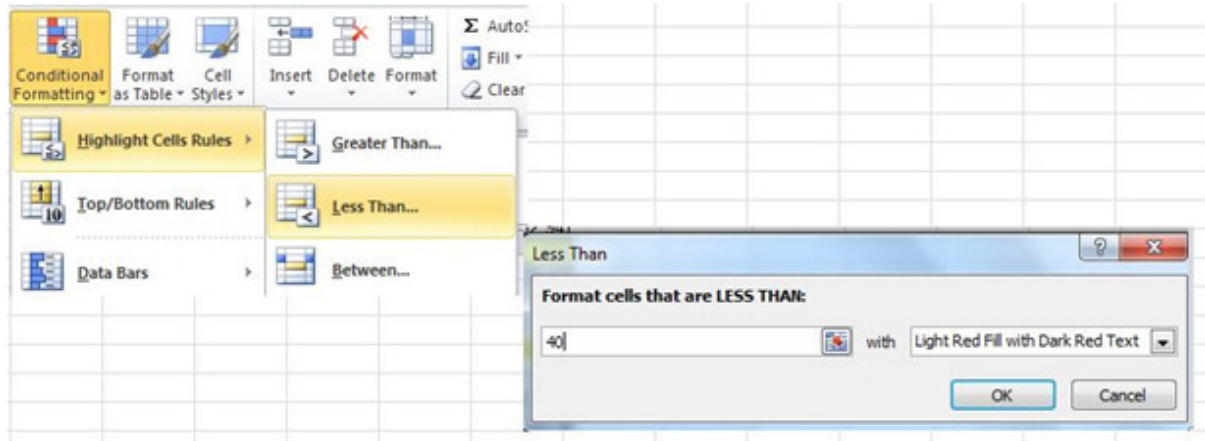 Conditional Formatting
Format as Table
Cell Styles
Insert
Delete
Format
Σ Auto
Fill
Clear
Highlight Cells Rules
Greater Than...
Top/Bottom Rules
10
Less Than...
Data Bars
Between...
Less Than
Format cells that are LESS THAN:
40
with
Light Red Fill with Dark Red Text
OK
Cancel